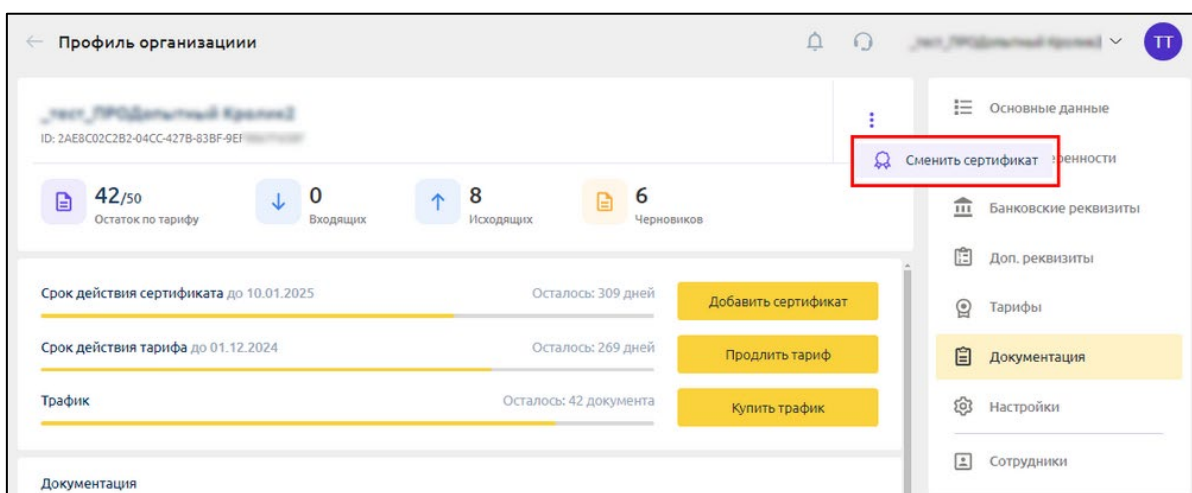 Профиль организациии
ТТ
ID: 2AE8C02C2B2-04CC-427B-83BF-9EF
42/50
Остаток по тарифу
0
Входящих
8
Исходящих
6
Черновиков
Сменить сертификат
Срок действия сертификата до 10.01.2025
Осталось: 309 дней
Добавить сертификат
Срок действия тарифа до 01.12.2024
Осталось: 269 дней
Продлить тариф
Трафик
Осталось: 42 документа
Купить трафик
Документация
Основные данные
ренности
Банковские реквизиты
Доп. реквизиты
Тарифы
Документация
Настройки
Сотрудники